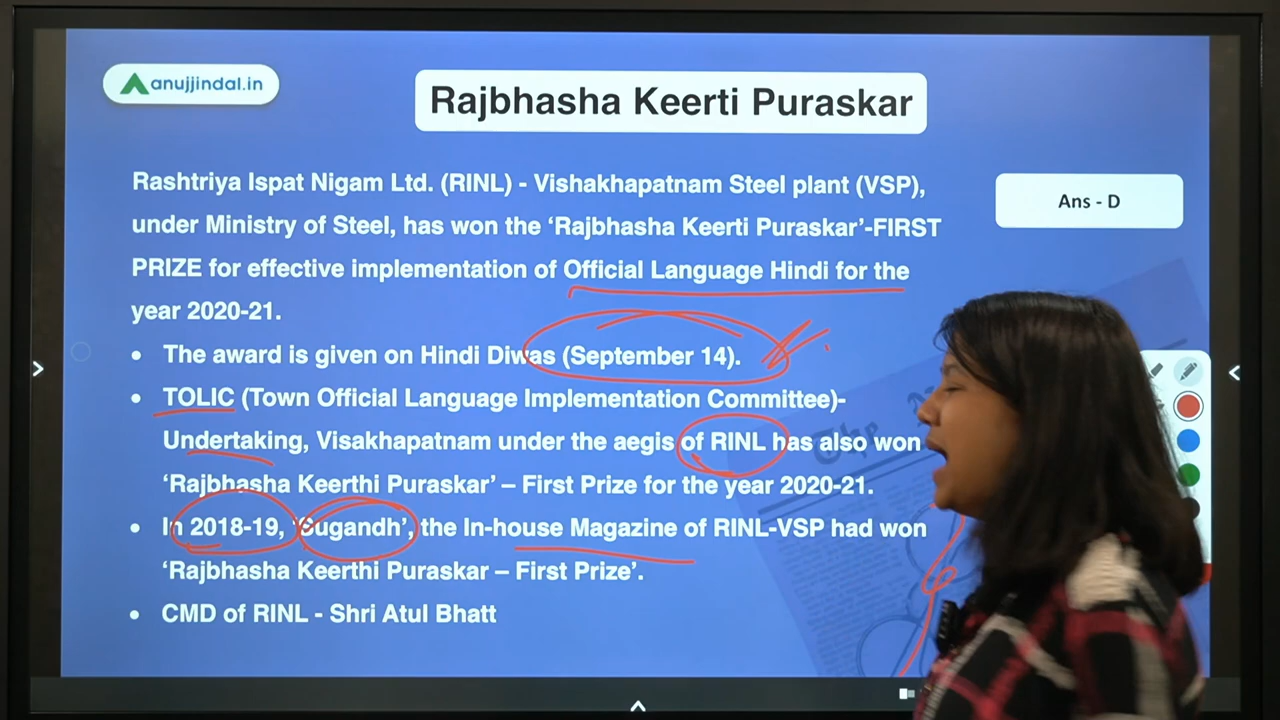 anujjindal.in
Rajbhasha Keerti Puraskar
Rashtriya Ispat Nigam Ltd. (RINL) - Vishakhapatnam Steel plant (VSP),
under Ministry of Steel, has won the ‘Rajbhasha Keerti Puraskar’-FIRST
PRIZE for effective implementation of Official Language Hindi for the
year 2020-21.
Ans - D
• The award is given on Hindi Diwas (September 14).
• TOLIC (Town Official Language Implementation Committee)-
Undertaking, Visakhapatnam under the aegis of RINL has also won
‘Rajbhasha Keerthi Puraskar’ – First Prize for the year 2020-21.
• In 2018-19, ‘Sugandh’, the In-house Magazine of RINL-VSP had won
‘Rajbhasha Keerthi Puraskar – First Prize’.
• CMD of RINL - Shri Atul Bhatt
The